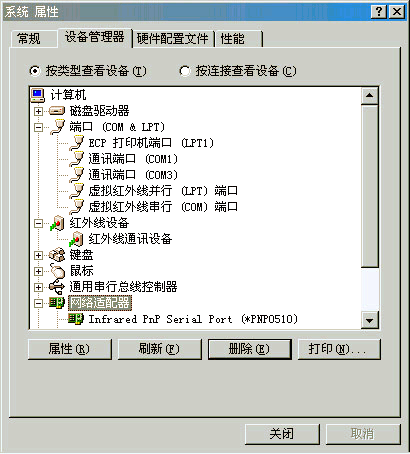 系统 属性
常规 设备管理器 硬件配置文件 性能
按类型查看设备(T) 按连接查看设备(C)
计算机
磁盘驱动器
端口 (COM & LPT)
ECP 打印机端口 (LPT1)
通讯端口 (COM1)
通讯端口 (COM3)
虚拟红外线并行 (LPT) 端口
虚拟红外线串行 (COM) 端口
红外线设备
红外线通讯设备
键盘
鼠标
通用串行总线控制器
网络适配器
Infrared PnP Serial Port (*PNP0510)
属性(R) 刷新(F) 删除(E) 打印(N)...
关闭 取消